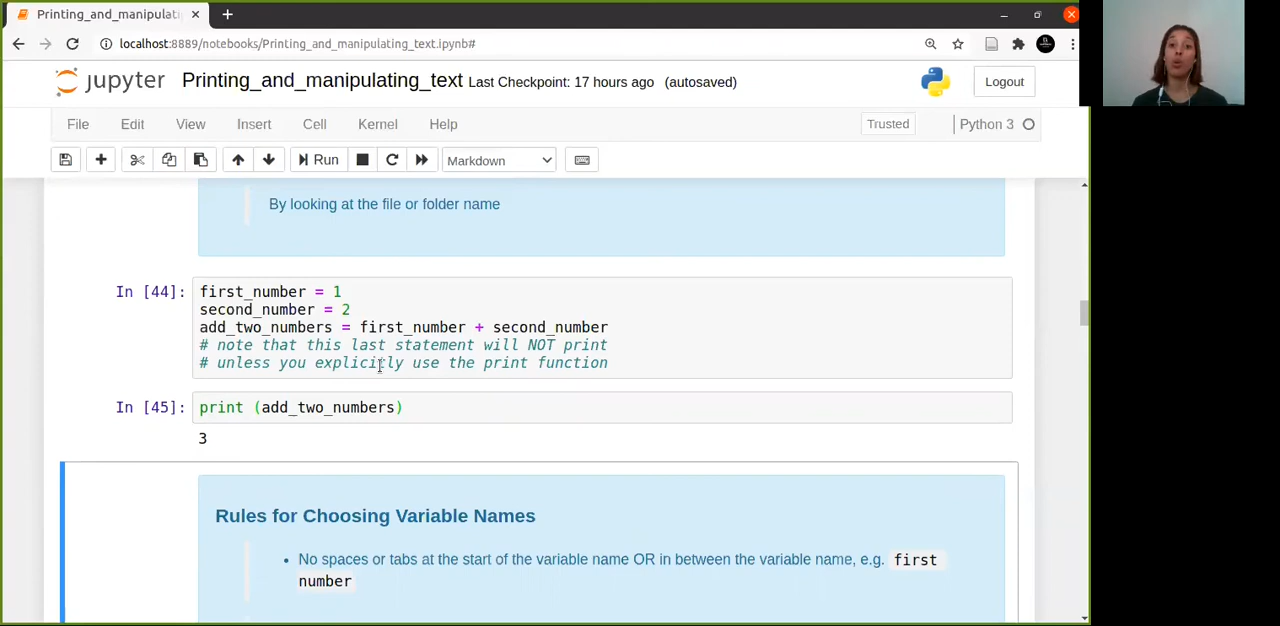 Printing_and_manipulati
localhost:8889/notebooks/Printing_and_manipulating_text.ipynb#
jupyter Printing_and_manipulating_text Last Checkpoint: 17 hours ago (autosaved) Logout
File Edit View Insert Cell Kernel Help Trusted Python 3
Run Markdown
By looking at the file or folder name
In [44]: first_number = 1
second_number = 2
add_two_numbers = first_number + second_number
# note that this last statement will NOT print
# unless you explicitly use the print function
In [45]: print (add_two_numbers)
3
Rules for Choosing Variable Names
• No spaces or tabs at the start of the variable name OR in between the variable name, e.g. first
number